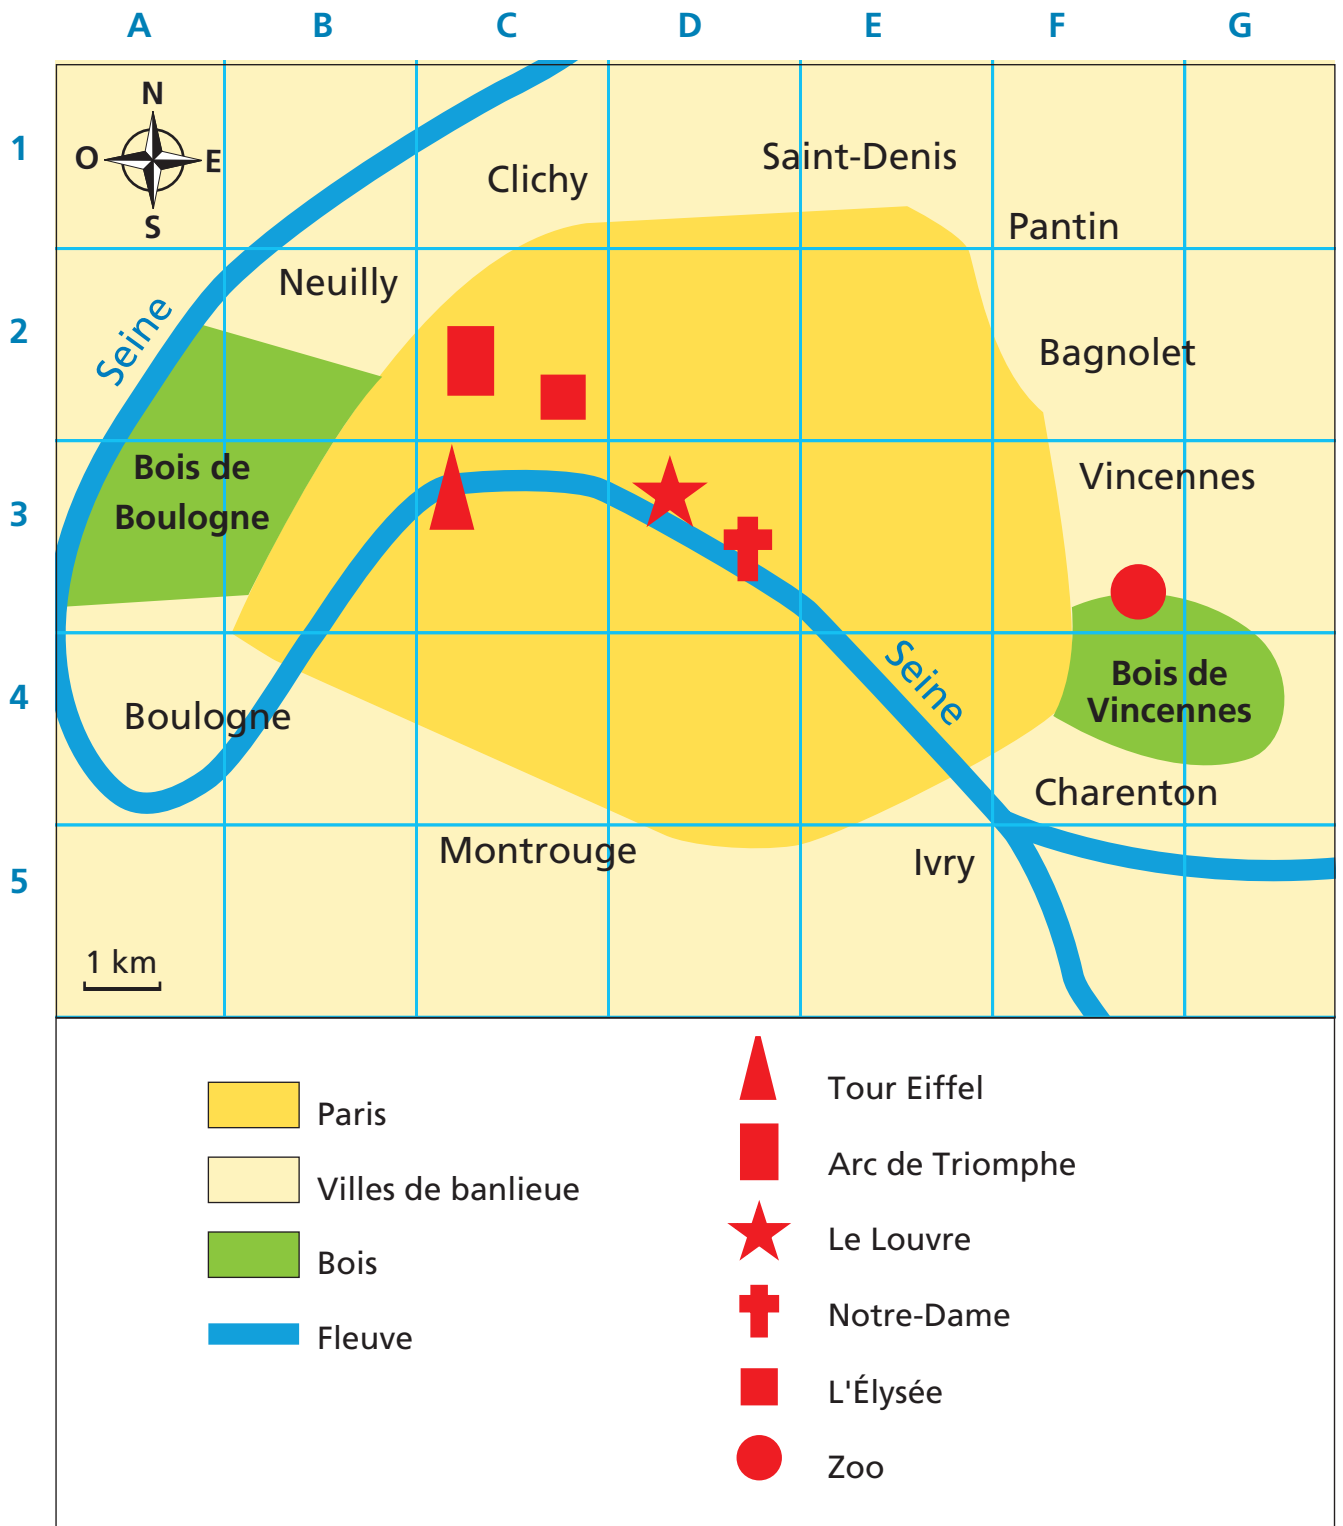 A B C D E F G
N
1
O E
Saint-Denis
Clichy
S
Pantin
Neuilly
Seine
2
Bagnolet
Bois de
Boulogne
Vincennes
3
Seine
4
Bois de
Vincennes
Boulogne
Charenton
Montrouge
Ivry
5
1 km
Paris
Villes de banlieue
Bois
Fleuve
Tour Eiffel
Arc de Triomphe
Le Louvre
Notre-Dame
L'Élysée
Zoo